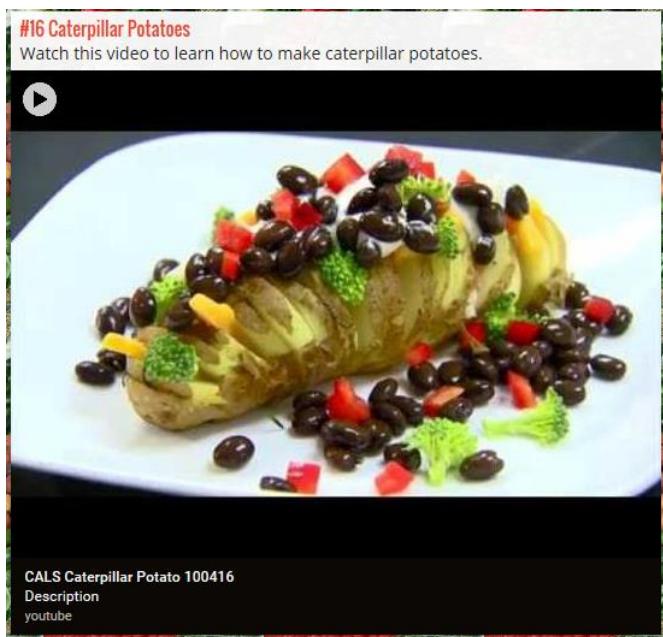 #16 Caterpillar Potatoes
Watch this video to learn how to make caterpillar potatoes.
CALS Caterpillar Potato 100416
Description
youtube